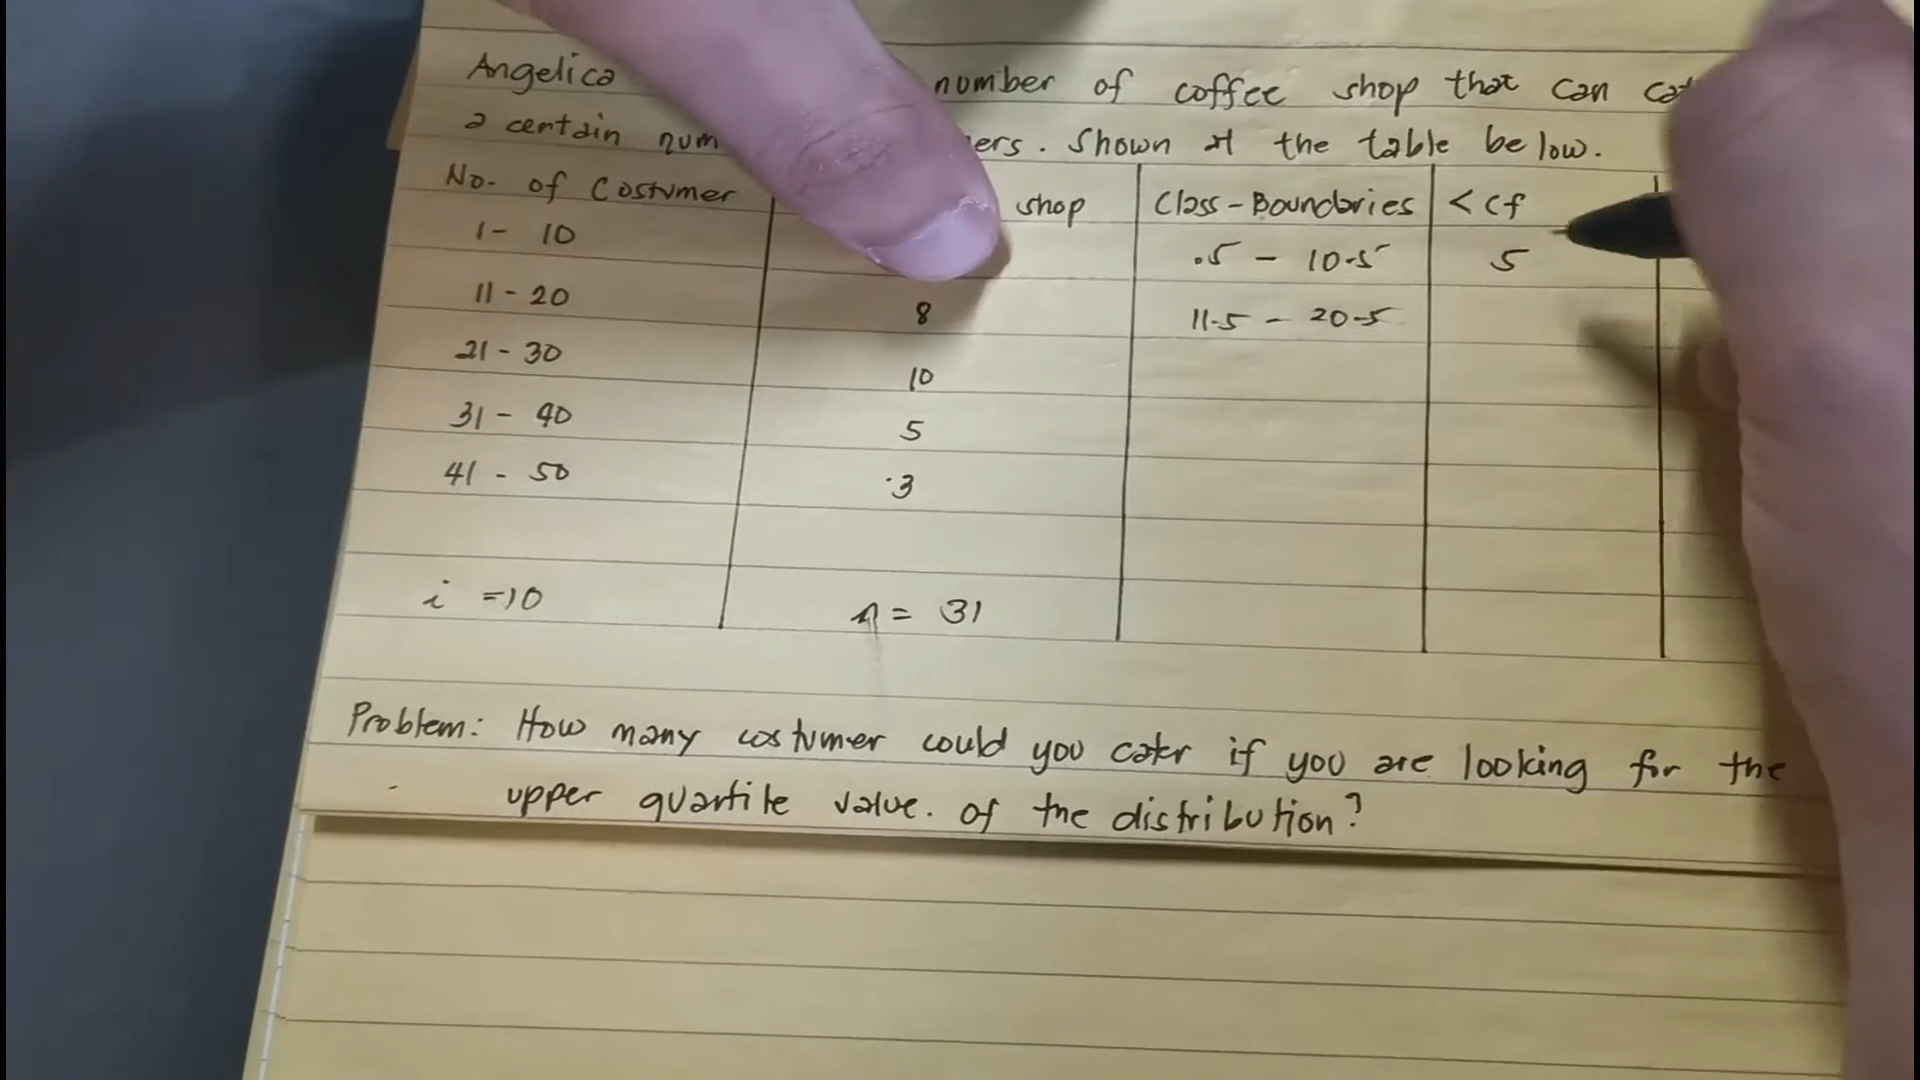 Angelica number of coffee shop that can
a certain shown at the table below.
No. of Costumer shop Class-Boundaries <cf
1- 10 .5 - 10.5 5
11 - 20 8 11.5 - 20.5
21 - 30 10
31 - 40 5
41 - 50 3
i =10 n = 31
Problem: How many costumer could you cater if you are looking for the
upper quartile value. of the distribution?